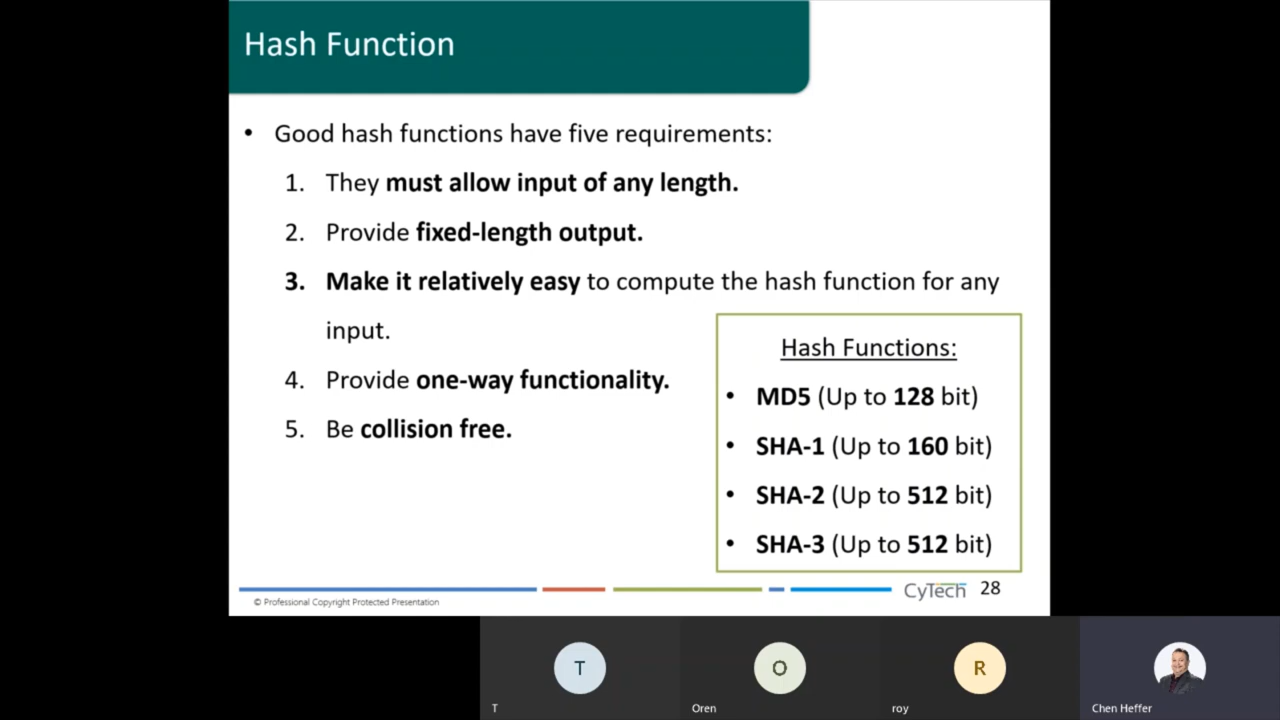 Hash Function
• Good hash functions have five requirements:
1. They must allow input of any length.
2. Provide fixed-length output.
3. Make it relatively easy to compute the hash function for any
input.
4. Provide one-way functionality.
5. Be collision free.
Hash Functions:
• MD5 (Up to 128 bit)
• SHA-1 (Up to 160 bit)
• SHA-2 (Up to 512 bit)
• SHA-3 (Up to 512 bit)
© Professional Copyright Protected Presentation
CyTech 28
T O R
T Oren roy Chen Heffer